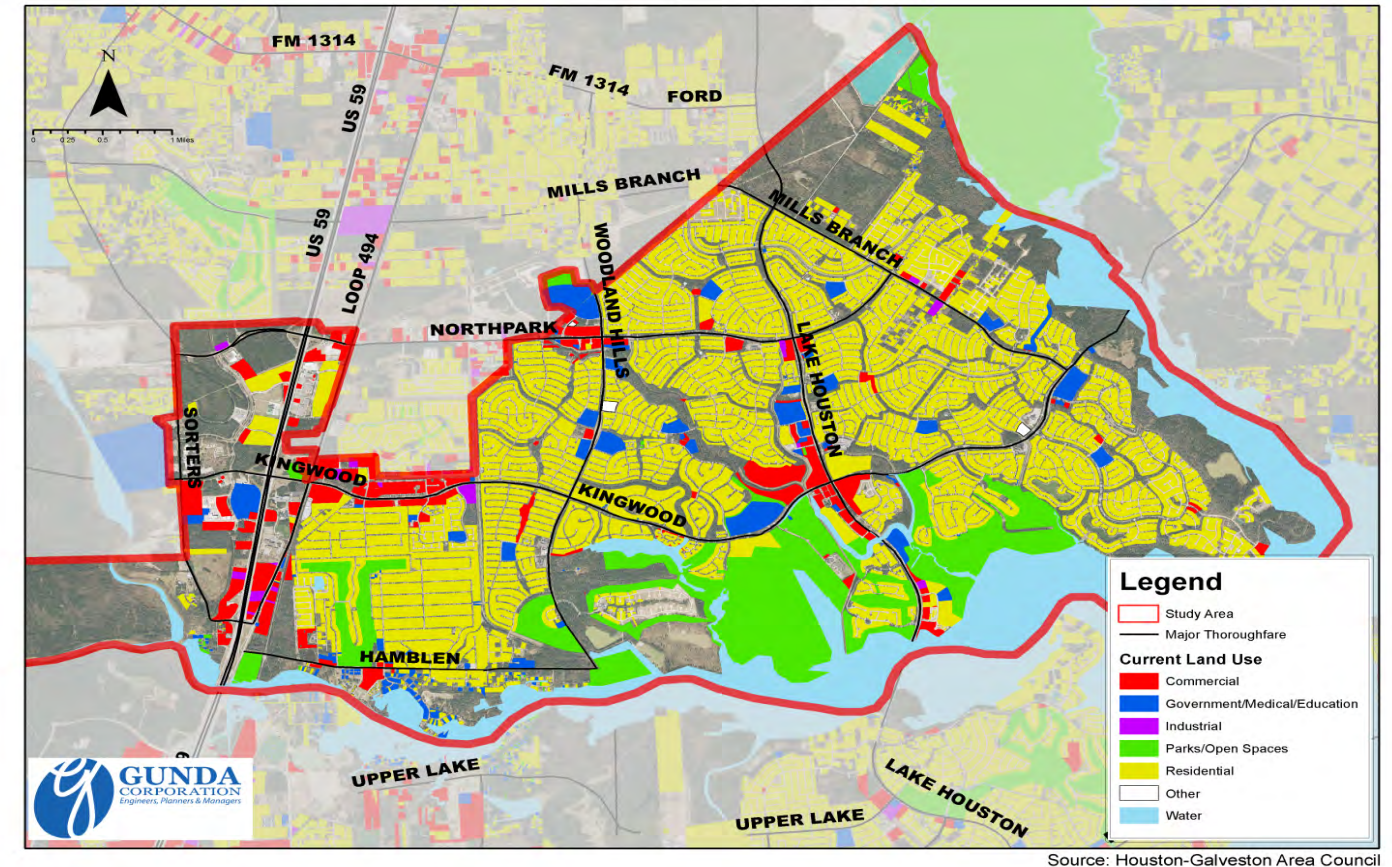 FM 1314
N
US 59
FM 1314
FORD
0 0.25 0.5 1 Miles
MILLS BRANCH
US 59
LOOP 494
WOODLAND HILLS
MILLS BRANCH
NORTHPARK
LAKE HOUSTON
SORTERS
KINGWOOD
KINGWOOD
HAMBLEN
Legend
Study Area
Major Thoroughfare
Current Land Use
Commercial
Government/Medical/Education
Industrial
Parks/Open Spaces
Residential
Other
Water
GUNDA
CORPORATION
Engineers, Planners & Managers
UPPER LAKE
LAKE HOUSTON
UPPER LAKE
Source: Houston-Galveston Area Council